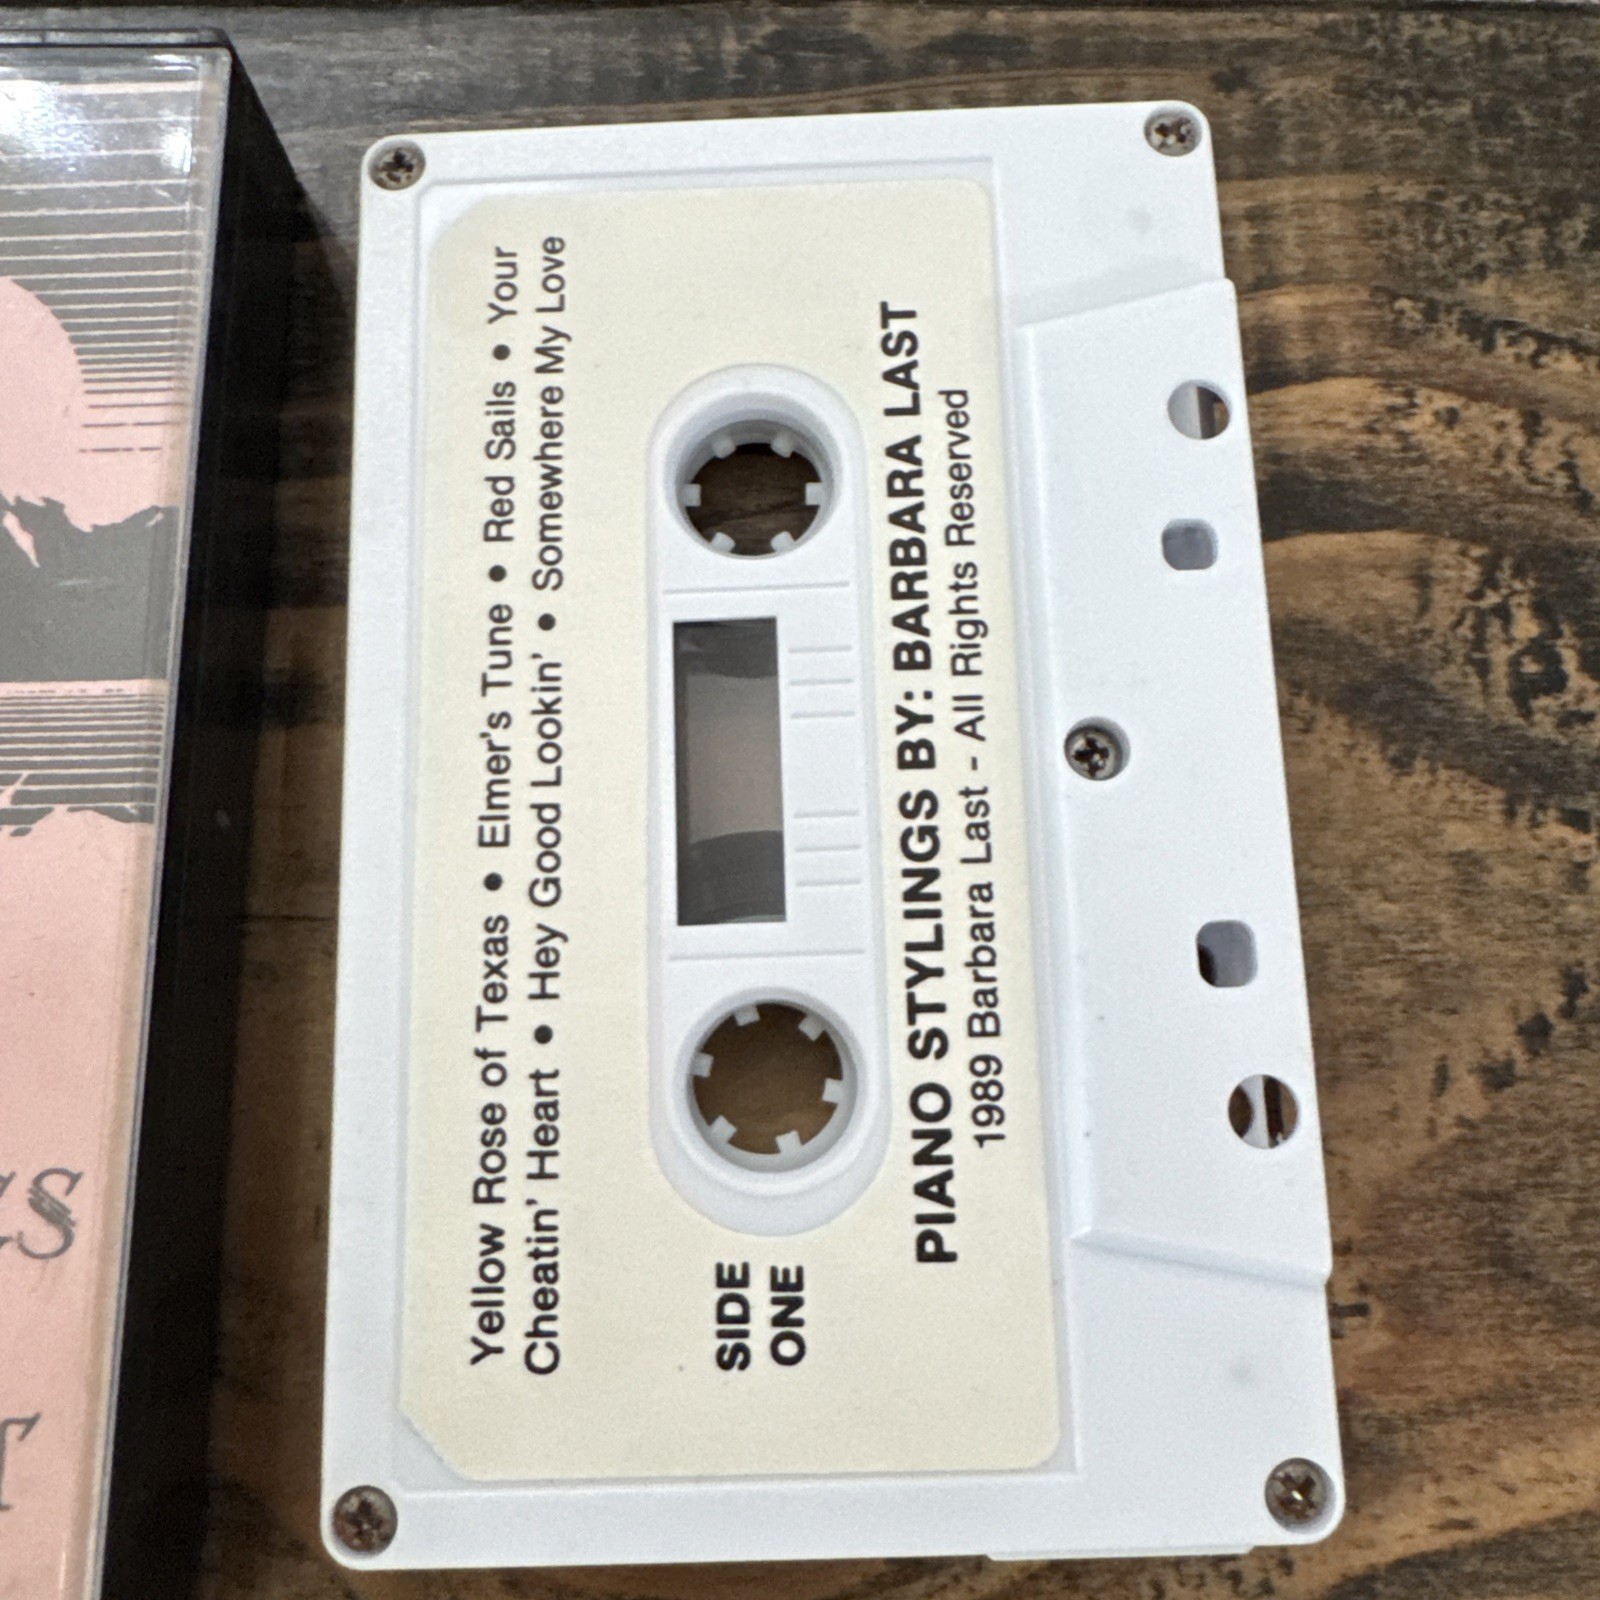 Yellow Rose of Texas • Elmer's Tune • Red Sails • Your
Cheatin' Heart • Hey Good Lookin' • Somewhere My Love
SIDE
ONE
PIANO STYLINGS BY: BARBARA LAST
1989 Barbara Last - All Rights Reserved